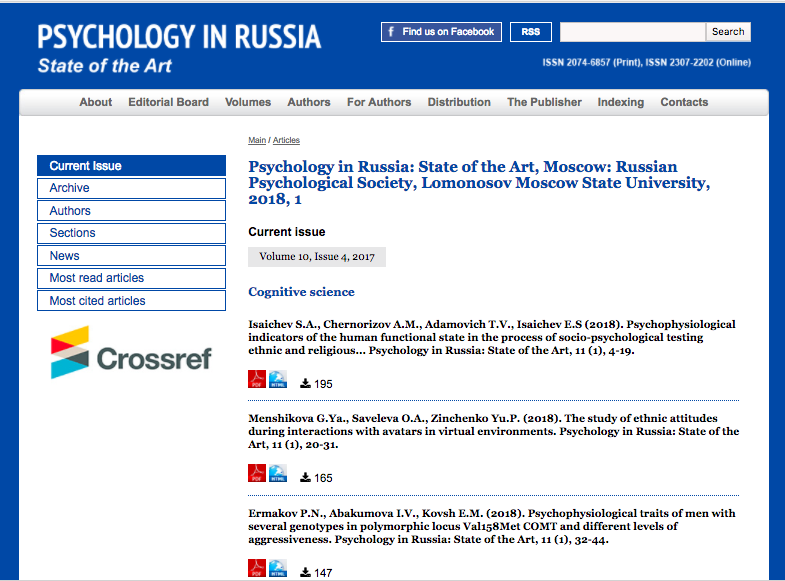 PSYCHOLOGY IN RUSSIA
State of the Art
f Find us on Facebook
RSS
Search
ISSN 2074-6857 (Print), ISSN 2307-2202 (Online)
About Editorial Board Volumes Authors For Authors Distribution The Publisher Indexing Contacts
Current Issue
Archive
Authors
Sections
News
Most read articles
Most cited articles
Crossref
Main / Articles
Psychology in Russia: State of the Art, Moscow: Russian
Psychological Society, Lomonosov Moscow State University,
2018, 1
Current issue
Volume 10, Issue 4, 2017
Cognitive science
Isaichev S.A., Chernorizov A.M., Adamovich T.V., Isaichev E.S (2018). Psychophysiological
indicators of the human functional state in the process of socio-psychological testing
ethnic and religious... Psychology in Russia: State of the Art, 11 (1), 4-19.
PDF HTML 195
Menshikova G.Ya., Saveleva O.A., Zinchenko Yu.P. (2018). The study of ethnic attitudes
during interactions with avatars in virtual environments. Psychology in Russia: State of the
Art, 11 (1), 20-31.
PDF HTML 165
Ermakov P.N., Abakumova I.V., Kovsh E.M. (2018). Psychophysiological traits of men with
several genotypes in polymorphic locus Val158Met COMT and different levels of
aggressiveness. Psychology in Russia: State of the Art, 11 (1), 32-44.
PDF HTML 147